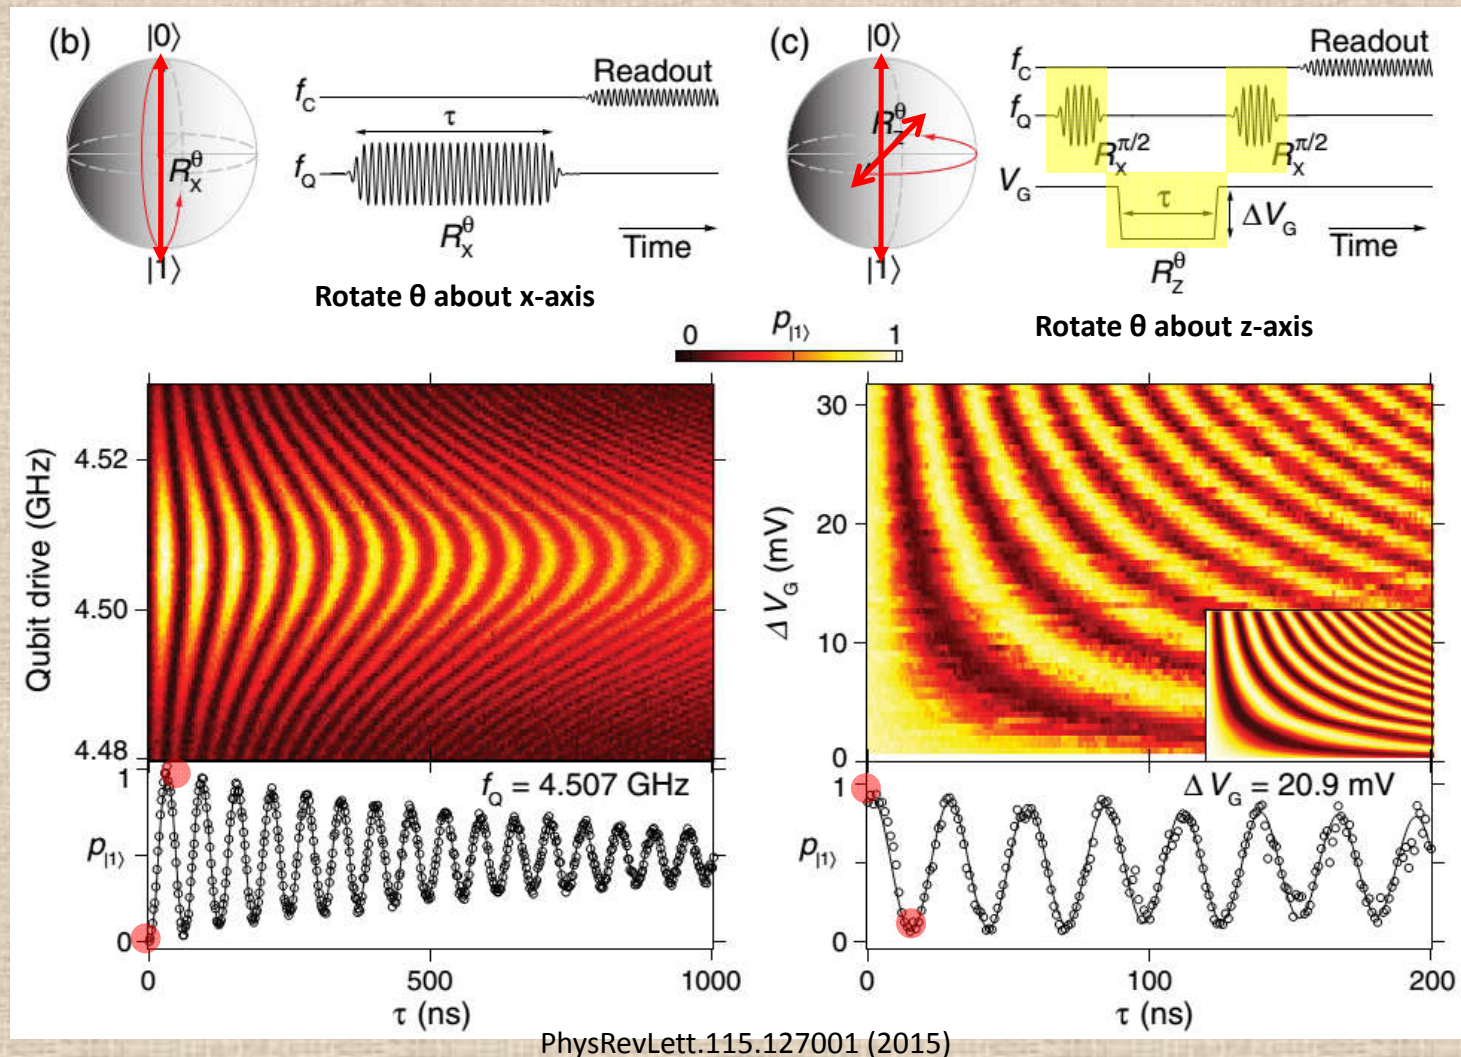 (b)
|0⟩
Readout
f_C
τ
f_Q
R_X^θ
R_X^θ
Time
|1⟩
Rotate θ about x-axis
(c)
|0⟩
Readout
f_C
f_Q
R_Z^θ
R_X^{π/2}
R_X^{π/2}
V_G
τ
ΔV_G
Time
|1⟩
R_Z^θ
Rotate θ about z-axis
p_{|1⟩}
0
1
Qubit drive (GHz)
4.52
4.50
4.48
1
f_Q = 4.507 GHz
p_{|1⟩}
0
0
500
1000
τ (ns)
ΔV_G (mV)
30
20
10
0
1
ΔV_G = 20.9 mV
p_{|1⟩}
0
0
100
200
τ (ns)
PhysRevLett.115.127001 (2015)